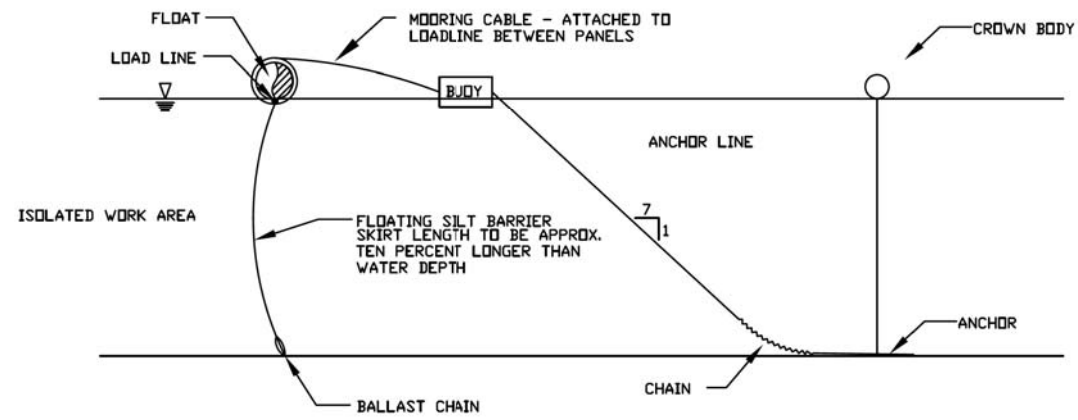 FLOAT
MOORING CABLE - ATTACHED TO
LOADLINE BETWEEN PANELS
CROWN BODY
LOAD LINE
BUOY
ANCHOR LINE
7
1
ISOLATED WORK AREA
FLOATING SILT BARRIER
SKIRT LENGTH TO BE APPROX.
TEN PERCENT LONGER THAN
WATER DEPTH
ANCHOR
CHAIN
BALLAST CHAIN